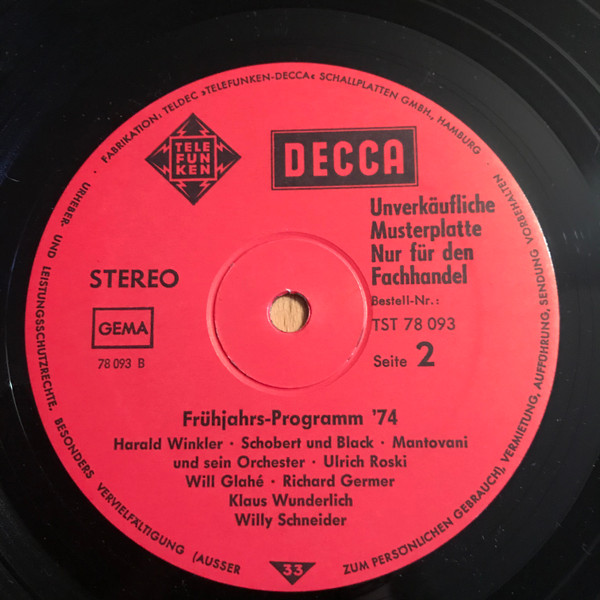 · FABRIKATION: TELDEC »TELEFUNKEN-DECCA« SCHALLPLATTEN GMBH., HAMBURG ·
URHEBER- UND LEISTUNGSSCHUTZRECHTE, BESONDERS VERVIELFÄLTIGUNG (AUSSER ZUM PERSÖNLICHEN GEBRAUCH), VERMIETUNG, AUFFÜHRUNG, SENDUNG VORBEHALTEN
TELE
FUN
KEN
DECCA
Unverkäufliche
Musterplatte
Nur für den
Fachhandel
STEREO
Bestell-Nr.:
GEMA
TST 78 093
78 093 B
Seite 2
Frühjahrs-Programm '74
Harald Winkler · Schobert und Black · Mantovani
und sein Orchester · Ulrich Roski
Will Glahé · Richard Germer
Klaus Wunderlich
Willy Schneider
33